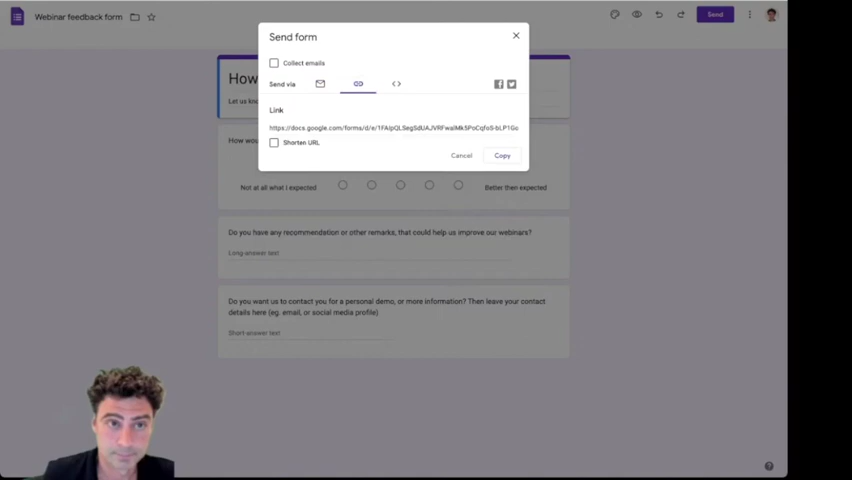 Webinar feedback form
Send
Send form
Collect emails
Send via
Link
https://docs.google.com/forms/d/e/
Shorten URL
Cancel
Copy
How
Let us kno
How wou
Not at all what I expected
Better then expected
Do you have any recommendation or other remarks, that could help us improve our webinars?
Long-answer text
Do you want us to contact you for a personal demo, or more information? Then leave your contact
details here (eg. email, or social media profile)
Short-answer text